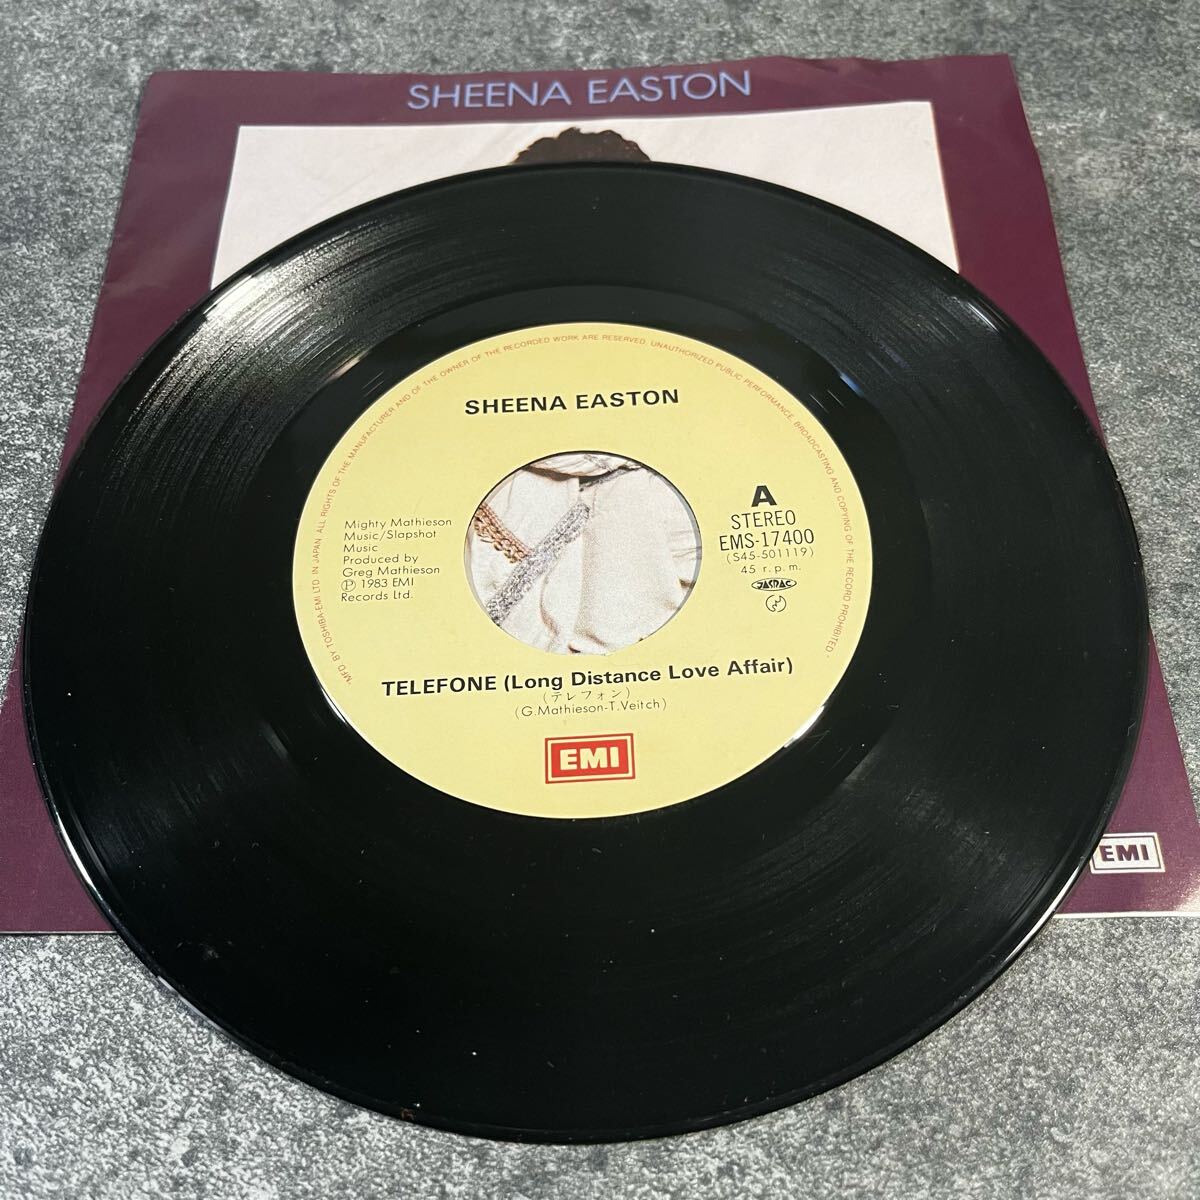 SHEENA EASTON
"MFD BY TOSHIBA-EMI LTD. IN JAPAN. ALL RIGHTS OF THE MANUFACTURER AND OF THE OWNER OF THE RECORDED WORK ARE RESERVED. UNAUTHORIZED PUBLIC PERFORMANCE, BROADCASTING AND COPYING OF THE RECORD PROHIBITED."
SHEENA EASTON
Mighty Mathieson
Music/Slapshot
Music
Produced by
Greg Mathieson
Ⓟ 1983 EMI
Records Ltd.
A
STEREO
EMS-17400
(S45-501119)
45 r.p.m.
JASRAC
TELEFONE (Long Distance Love Affair)
(テレフォン)
(G.Mathieson-T.Veitch)
EMI
EMI